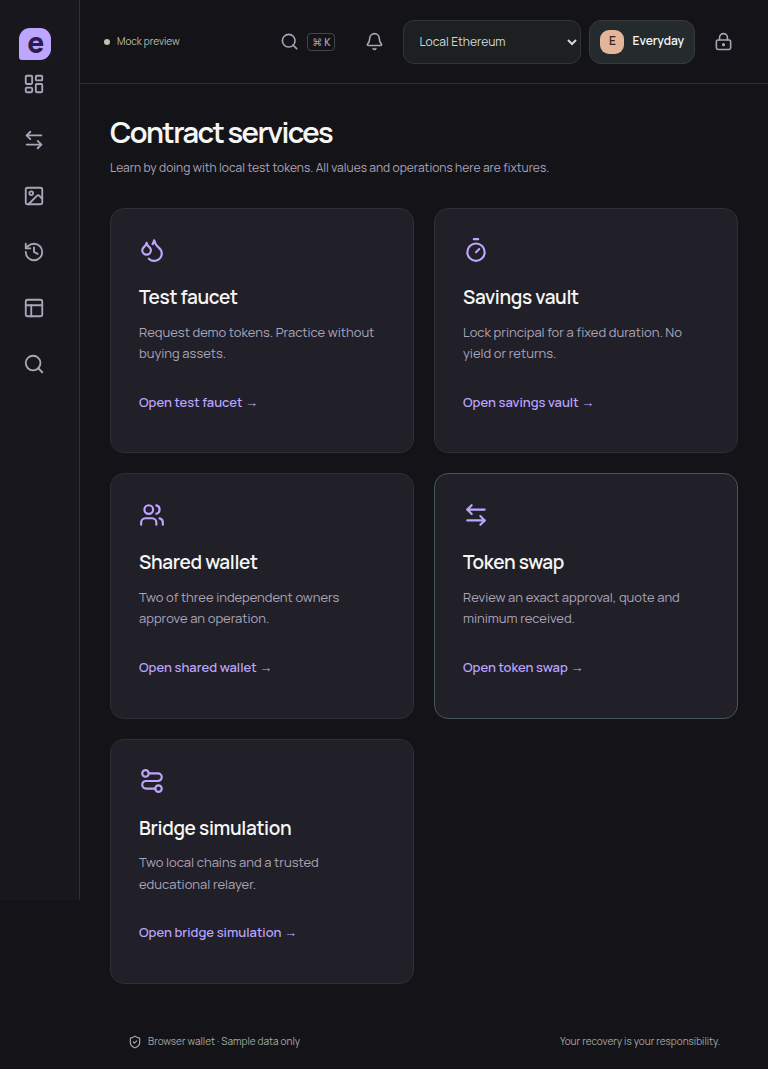 e
Mock preview
⌘ K
Local Ethereum
E
Everyday
Contract services
Learn by doing with local test tokens. All values and operations here are fixtures.
Test faucet
Request demo tokens. Practice without
buying assets.
Open test faucet →
Savings vault
Lock principal for a fixed duration. No
yield or returns.
Open savings vault →
Shared wallet
Two of three independent owners
approve an operation.
Open shared wallet →
Token swap
Review an exact approval, quote and
minimum received.
Open token swap →
Bridge simulation
Two local chains and a trusted
educational relayer.
Open bridge simulation →
Browser wallet · Sample data only
Your recovery is your responsibility.